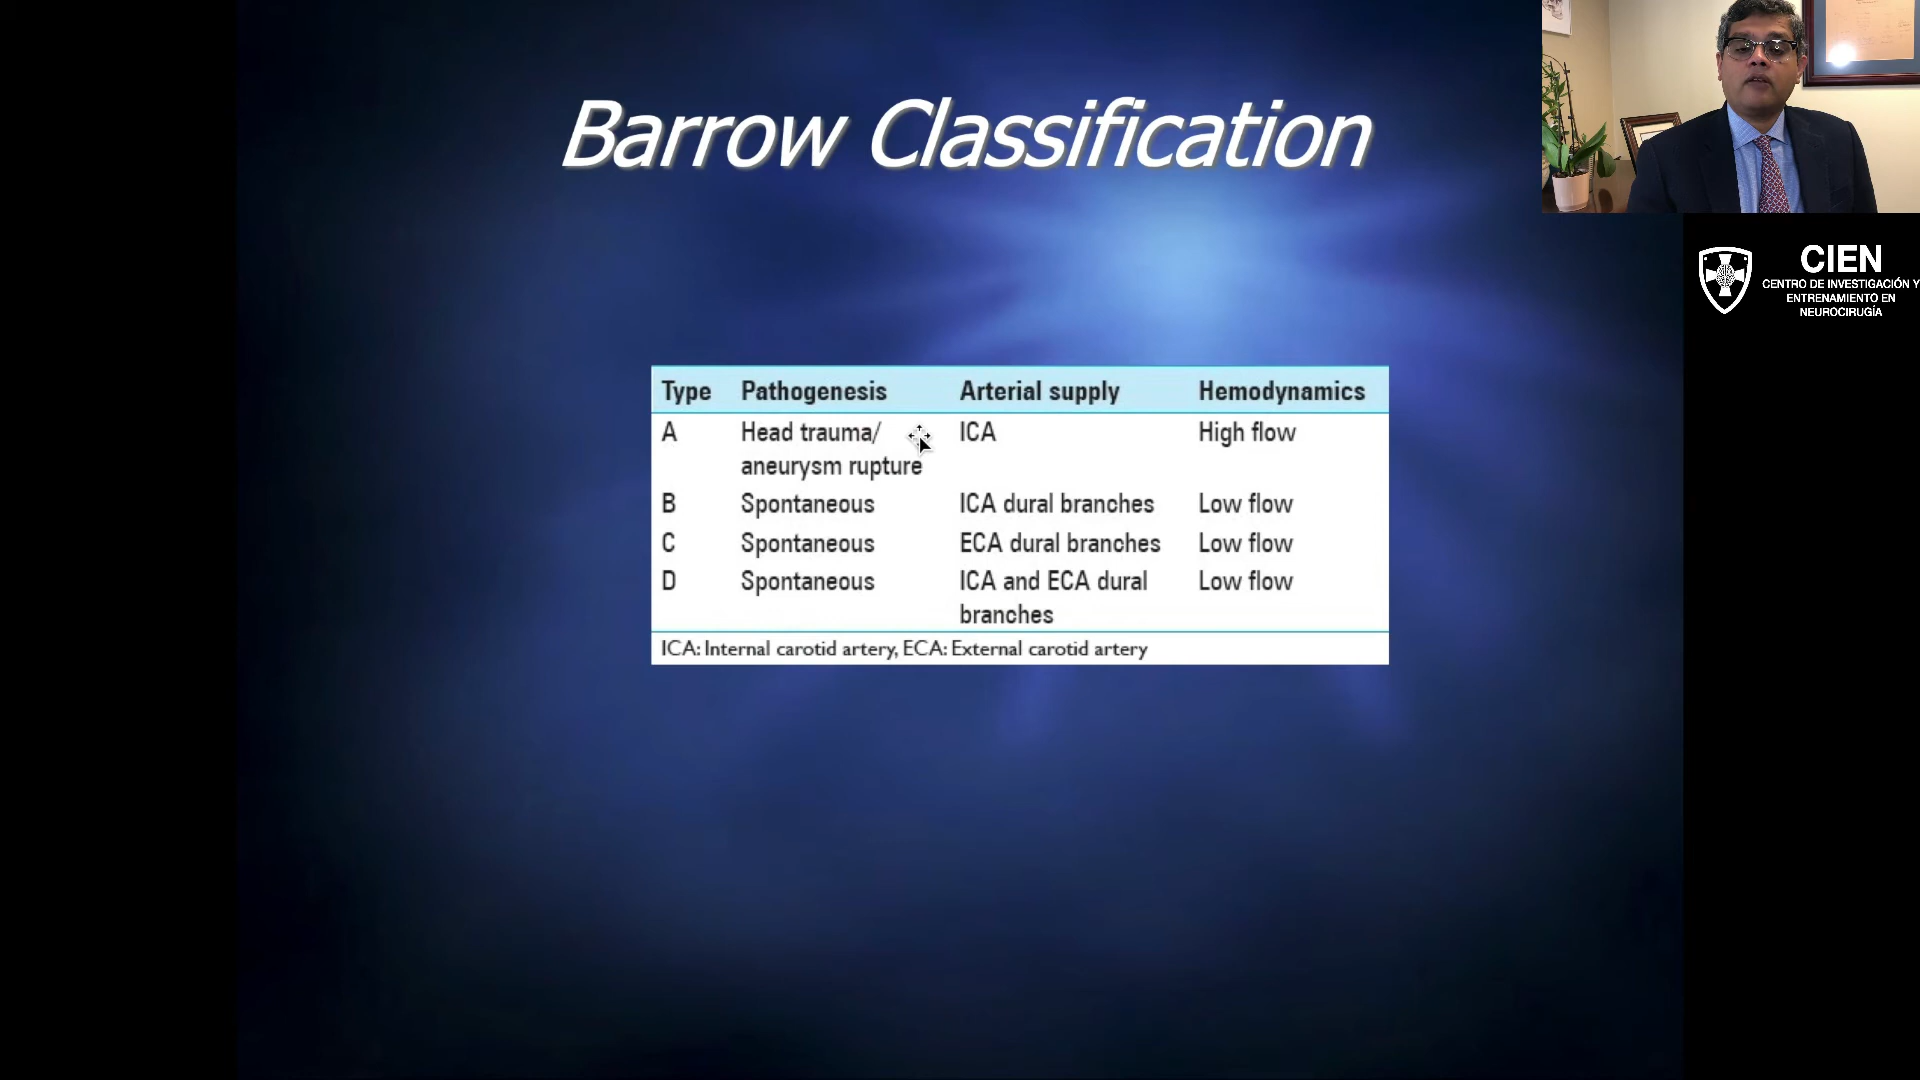 Barrow Classification
CIEN
CENTRO DE INVESTIGACIÓN Y
ENTRENAMIENTO EN
NEUROCIRUGÍA
Type Pathogenesis Arterial supply Hemodynamics
A Head trauma/ ICA High flow
aneurysm rupture
B Spontaneous ICA dural branches Low flow
C Spontaneous ECA dural branches Low flow
D Spontaneous ICA and ECA dural Low flow
branches
ICA: Internal carotid artery, ECA: External carotid artery